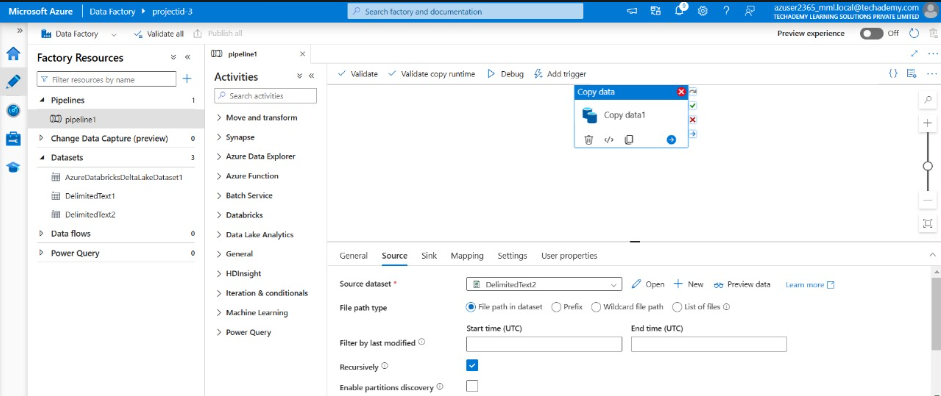 Microsoft Azure
Data Factory
projectid-3
Search factory and documentation
azuser2365_mml.local@techademy.com
TECHADEMY LEARNING SOLUTIONS PRIVATE LIMITED
Data Factory
Validate all
Publish all
Preview experience
Off
Factory Resources
Filter resources by name
Pipelines 1
pipeline1
Change Data Capture (preview) 0
Datasets 3
AzureDatabricksDeltaLakeDataset1
DelimitedText1
DelimitedText2
Data flows 0
Power Query 0
pipeline1
Activities
Search activities
Move and transform
Synapse
Azure Data Explorer
Azure Function
Batch Service
Databricks
Data Lake Analytics
General
HDInsight
Iteration & conditionals
Machine Learning
Power Query
Validate
Validate copy runtime
Debug
Add trigger
Copy data
Copy data1
General Source Sink Mapping Settings User properties
Source dataset * DelimitedText2 Open New Preview data Learn more
File path type File path in dataset Prefix Wildcard file path List of files
Start time (UTC) End time (UTC)
Filter by last modified
Recursively
Enable partitions discovery